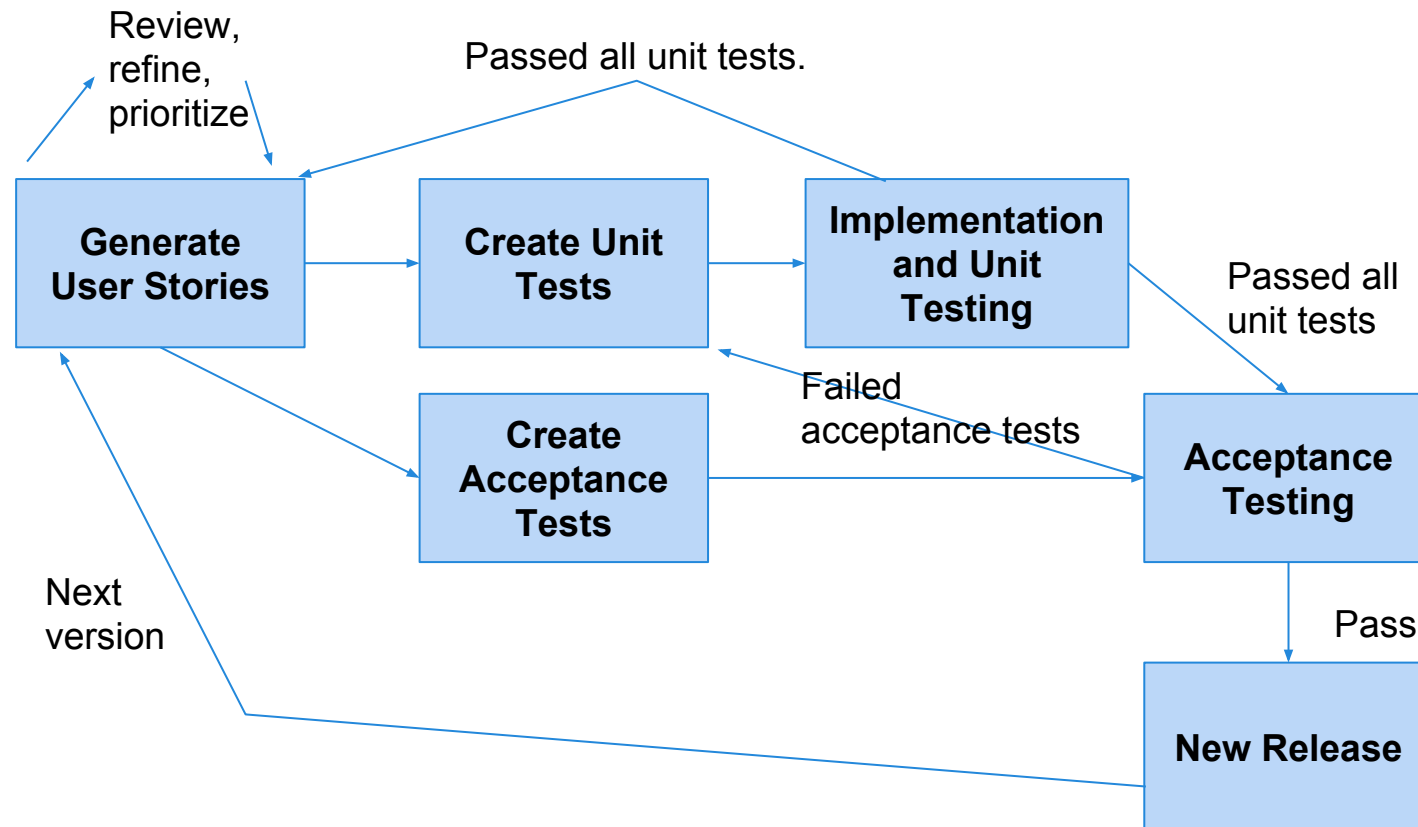 Review,
refine,
prioritize
Passed all unit tests.
Generate
User Stories
Create Unit
Tests
Implementation
and Unit
Testing
Passed all
unit tests
Failed
acceptance tests
Create
Acceptance
Tests
Acceptance
Testing
Next
version
Pass
New Release